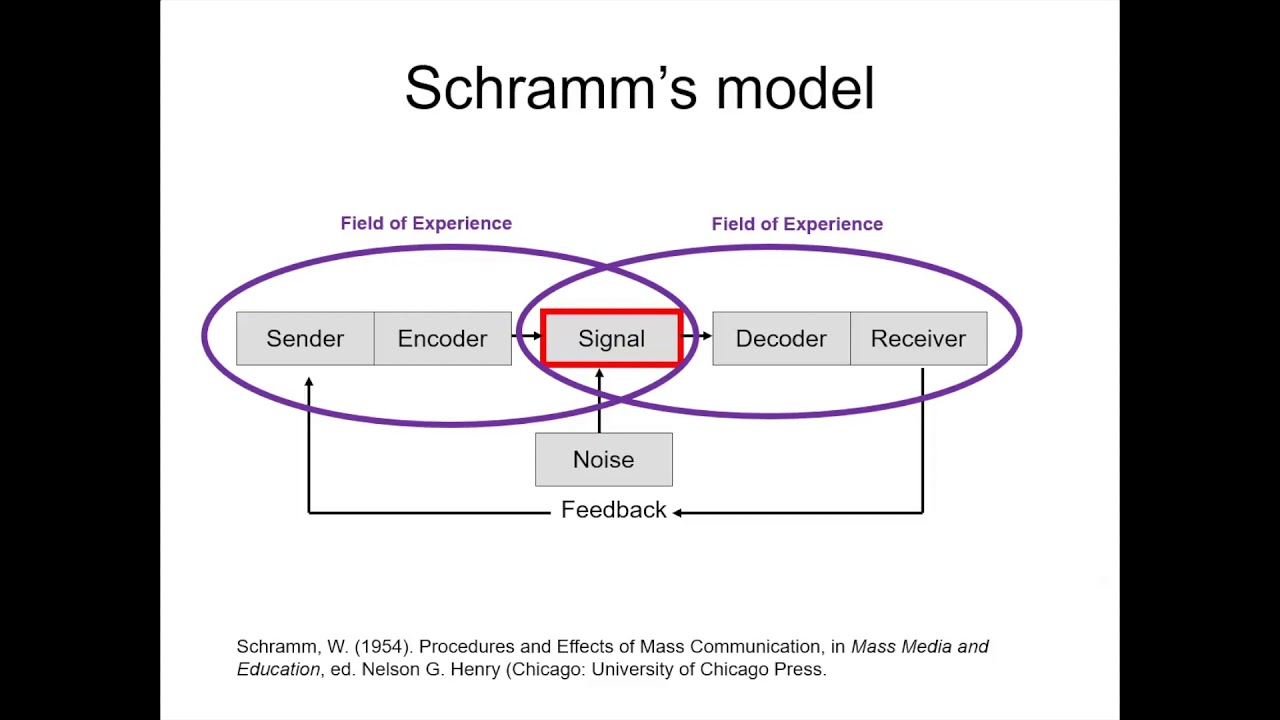 Schramm’s model
Field of Experience
Field of Experience
Sender
Encoder
Signal
Decoder
Receiver
Noise
Feedback
Schramm, W. (1954). Procedures and Effects of Mass Communication, in Mass Media and
Education, ed. Nelson G. Henry (Chicago: University of Chicago Press.